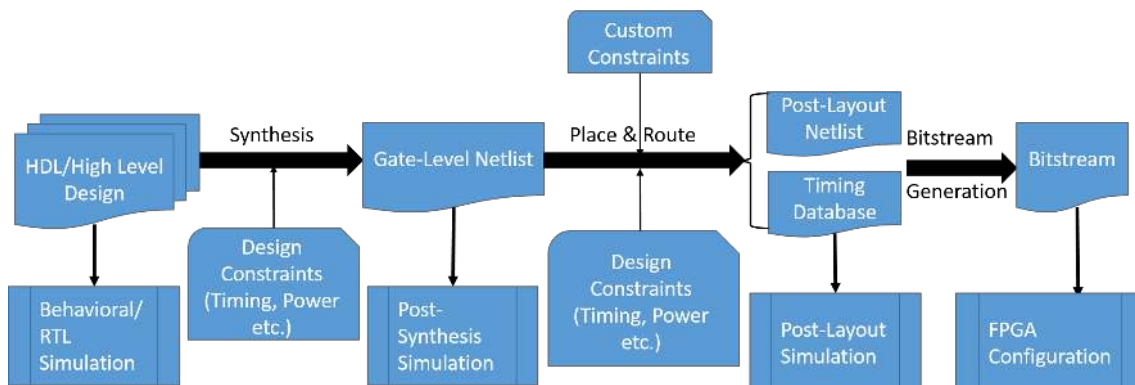 Custom
Constraints
Synthesis
Place & Route
Post-Layout
Netlist
Bitstream
Generation
HDL/High Level
Design
Gate-Level Netlist
Timing
Database
Bitstream
Design
Constraints
(Timing, Power
etc.)
Design
Constraints
(Timing, Power
etc.)
Behavioral/
RTL
Simulation
Post-
Synthesis
Simulation
Post-Layout
Simulation
FPGA
Configuration